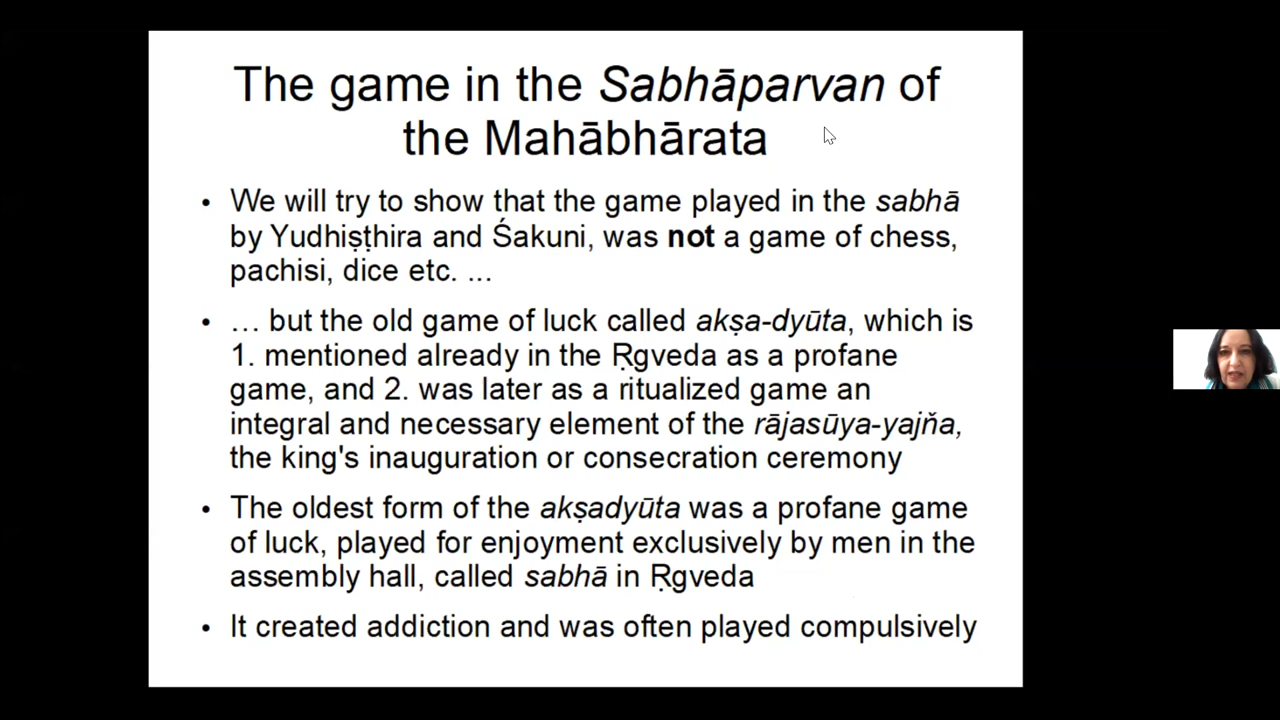 The game in the Sabhāparvan of
the Mahābhārata
• We will try to show that the game played in the sabhā
by Yudhiṣṭhira and Śakuni, was not a game of chess,
pachisi, dice etc. ...
• … but the old game of luck called akṣa-dyūta, which is
1. mentioned already in the Ṛgveda as a profane
game, and 2. was later as a ritualized game an
integral and necessary element of the rājasūya-yajňa,
the king's inauguration or consecration ceremony
• The oldest form of the akṣadyūta was a profane game
of luck, played for enjoyment exclusively by men in the
assembly hall, called sabhā in Ṛgveda
• It created addiction and was often played compulsively